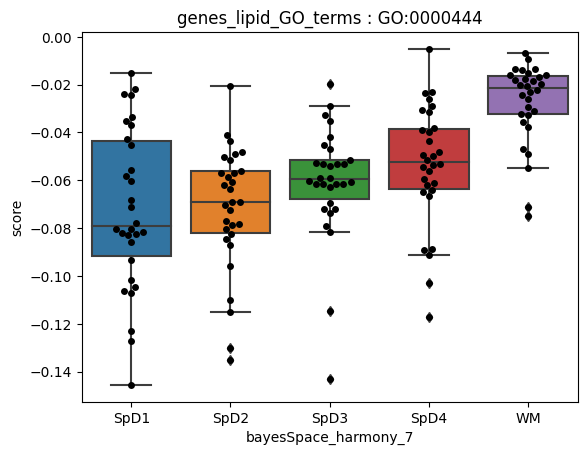 genes_lipid_GO_terms : GO:0000444
0.00
−0.02
−0.04
−0.06
−0.08
−0.10
−0.12
−0.14
score
SpD1 SpD2 SpD3 SpD4 WM
bayesSpace_harmony_7